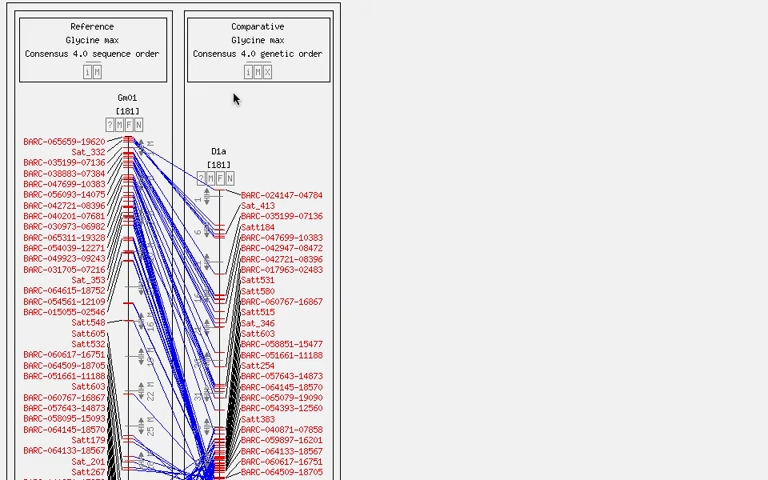 Reference
Glycine max
Consensus 4.0 sequence order
i M
Comparative
Glycine max
Consensus 4.0 genetic order
i M X
Gm01
[181]
? M F N
BARC-065659-19620
Sat_332
BARC-035199-07136
BARC-038883-07384
BARC-047699-10383
BARC-056093-14075
BARC-042721-08396
BARC-040201-07681
BARC-030973-06982
BARC-065311-19328
BARC-054039-12271
BARC-049923-09243
BARC-031705-07216
Sat_353
BARC-064615-18752
BARC-054561-12109
BARC-015055-02546
Satt548
Satt605
Satt532
BARC-060617-16751
BARC-064509-18705
BARC-051661-11188
Satt603
BARC-060767-16867
BARC-057643-14873
BARC-058095-15093
BARC-064145-18570
Satt179
BARC-064133-18567
Sat_201
Satt267
16 M
22 M
25 M
D1a
[181]
? M F N
BARC-024147-04784
Sat_413
BARC-035199-07136
Satt184
BARC-047699-10383
BARC-042947-08472
BARC-042721-08396
BARC-017963-02483
Satt531
Satt580
BARC-060767-16867
Satt515
Sat_346
Satt603
BARC-058851-15477
BARC-051661-11188
Satt254
BARC-057643-14873
BARC-064145-18570
BARC-065079-19090
BARC-054393-12560
Satt383
BARC-040871-07858
BARC-059897-16201
BARC-064133-18567
BARC-060617-16751
BARC-064509-18705
1
6